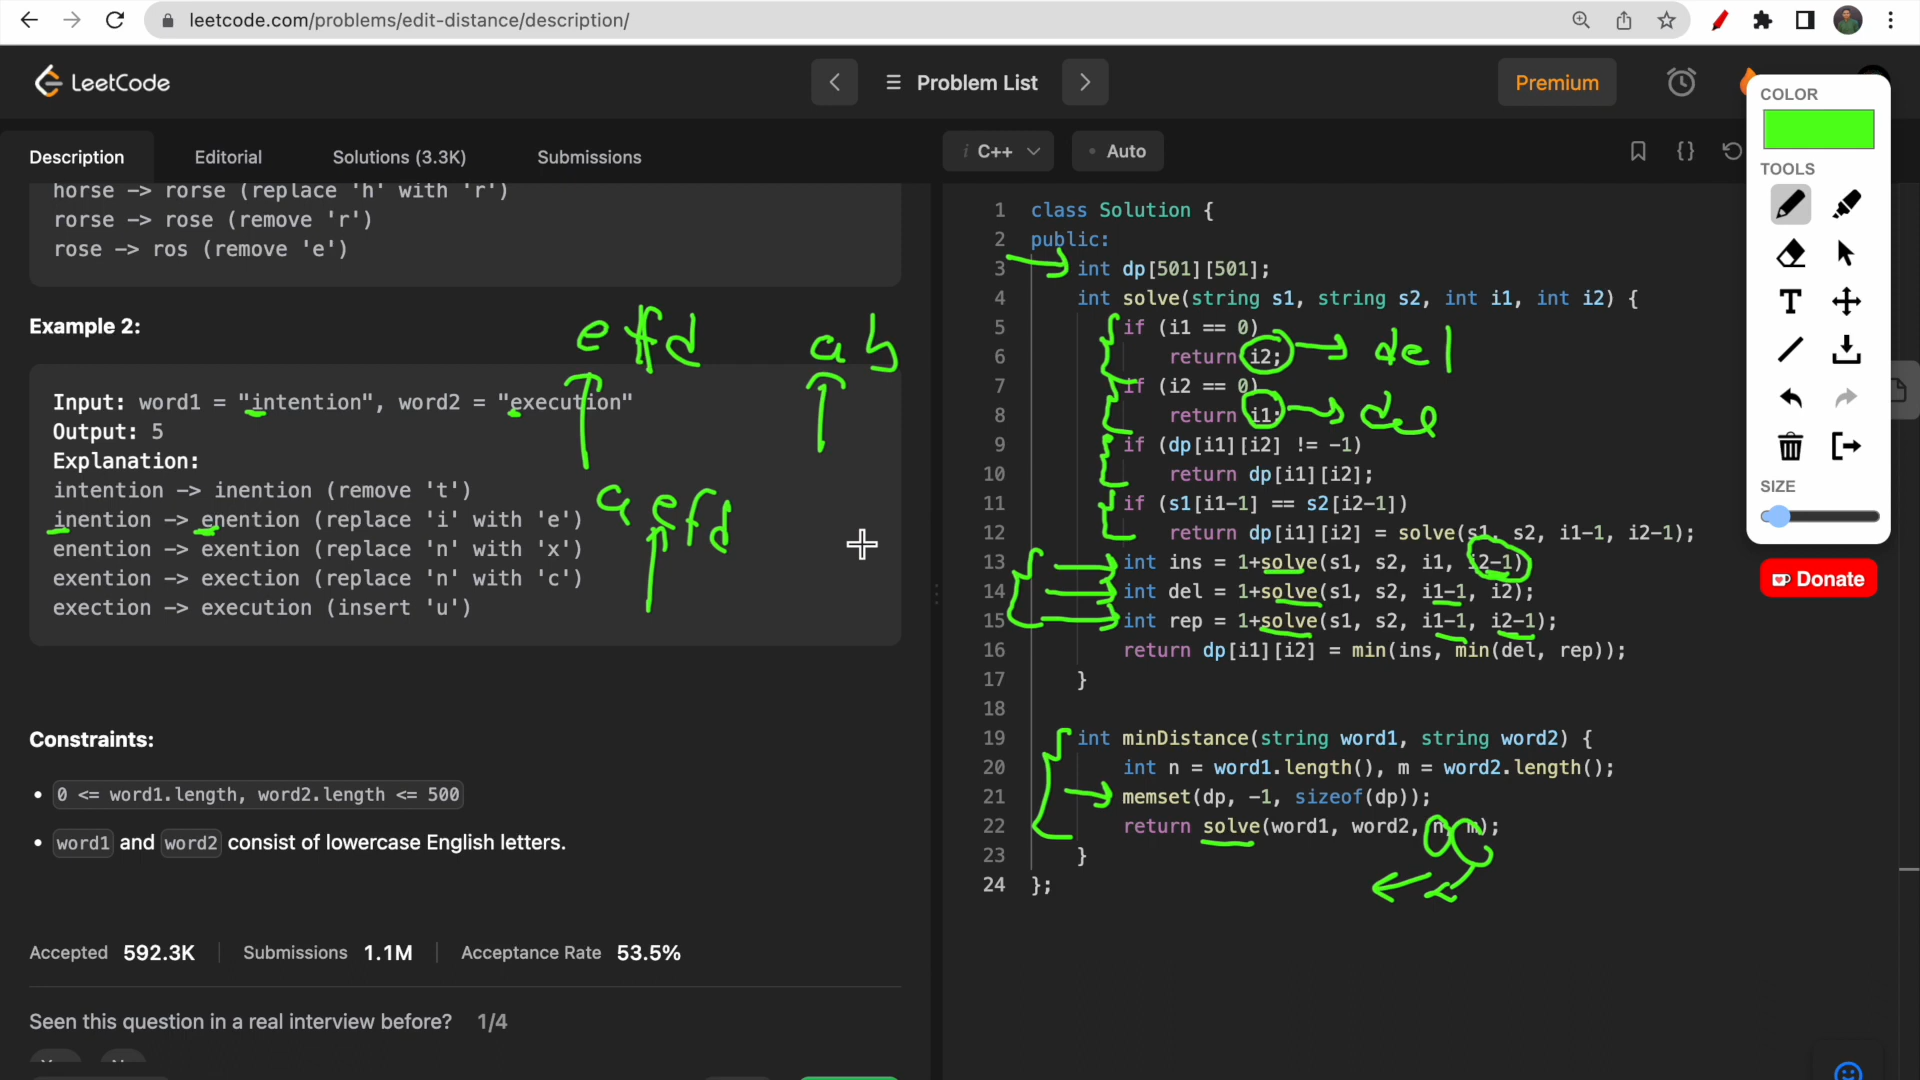 leetcode.com/problems/edit-distance/description/
LeetCode
Problem List
Premium
Description
Editorial
Solutions (3.3K)
Submissions
horse -> rorse (replace 'h' with 'r')
rorse -> rose (remove 'r')
rose -> ros (remove 'e')
Example 2:
e f d
a b
Input: word1 = "intention", word2 = "execution"
Output: 5
Explanation:
intention -> inention (remove 't')
inention -> enention (replace 'i' with 'e')
enention -> exention (replace 'n' with 'x')
exention -> exection (replace 'n' with 'c')
exection -> execution (insert 'u')
a e f d
Constraints:
• 0 <= word1.length, word2.length <= 500
• word1 and word2 consist of lowercase English letters.
Accepted 592.3K
Submissions 1.1M
Acceptance Rate 53.5%
Seen this question in a real interview before? 1/4
i C++
• Auto
{}
1 class Solution {
2 public:
3 int dp[501][501];
4 int solve(string s1, string s2, int i1, int i2) {
5 if (i1 == 0)
6 return i2; del
7 if (i2 == 0)
8 return i1; del
9 if (dp[i1][i2] != -1)
10 return dp[i1][i2];
11 if (s1[i1-1] == s2[i2-1])
12 return dp[i1][i2] = solve(s1, s2, i1-1, i2-1);
13 int ins = 1+solve(s1, s2, i1, i2-1);
14 int del = 1+solve(s1, s2, i1-1, i2);
15 int rep = 1+solve(s1, s2, i1-1, i2-1);
16 return dp[i1][i2] = min(ins, min(del, rep));
17 }
18
19 int minDistance(string word1, string word2) {
20 int n = word1.length(), m = word2.length();
21 memset(dp, -1, sizeof(dp));
22 return solve(word1, word2, n, m);
23 }
24 };
COLOR
TOOLS
T
SIZE
Donate